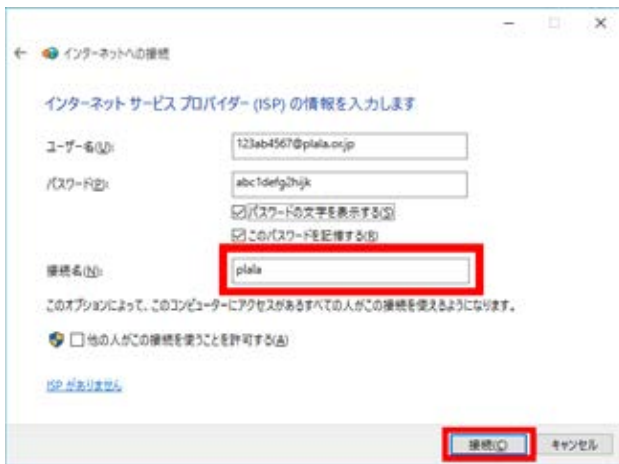 インターネットへの接続
インターネット サービス プロバイダー (ISP) の情報を入力します
ユーザー名(U):
123ab4567@plala.or.jp
パスワード(P):
abc1defg2hijk
パスワードの文字を表示する(S)
このパスワードを記憶する(R)
接続名(N):
plala
このオプションによって、このコンピューターにアクセスがあるすべての人がこの接続を使えるようになります。
他の人がこの接続を使うことを許可する(A)
ISP がありません
接続(C)
キャンセル